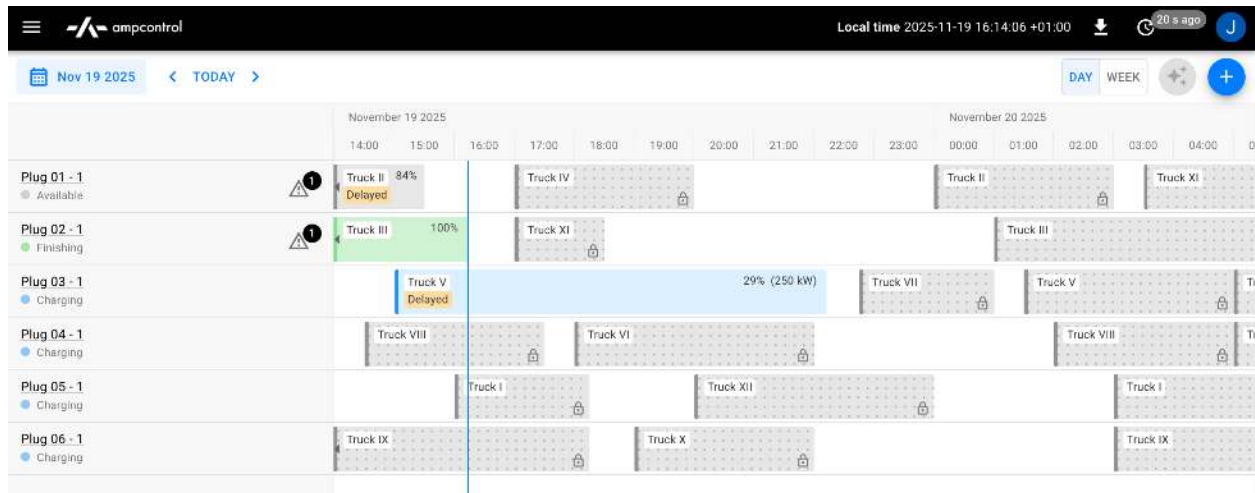 ampcontrol
Local time 2025-11-19 16:14:06 +01:00
20 s ago
J
Nov 19 2025
TODAY
DAY
WEEK
+
November 19 2025
November 20 2025
14:00 15:00 16:00 17:00 18:00 19:00 20:00 21:00 22:00 23:00 00:00 01:00 02:00 03:00 04:00 0
Plug 01 - 1
Available
1
Truck II 84%
Delayed
Truck IV
Truck II
Truck XI
Plug 02 - 1
Finishing
1
Truck III 100%
Truck XI
Truck III
Plug 03 - 1
Charging
Truck V
Delayed
29% (250 kW)
Truck VII
Truck V
Plug 04 - 1
Charging
Truck VIII
Truck VI
Truck VIII
Plug 05 - 1
Charging
Truck I
Truck XII
Truck I
Plug 06 - 1
Charging
Truck IX
Truck X
Truck IX